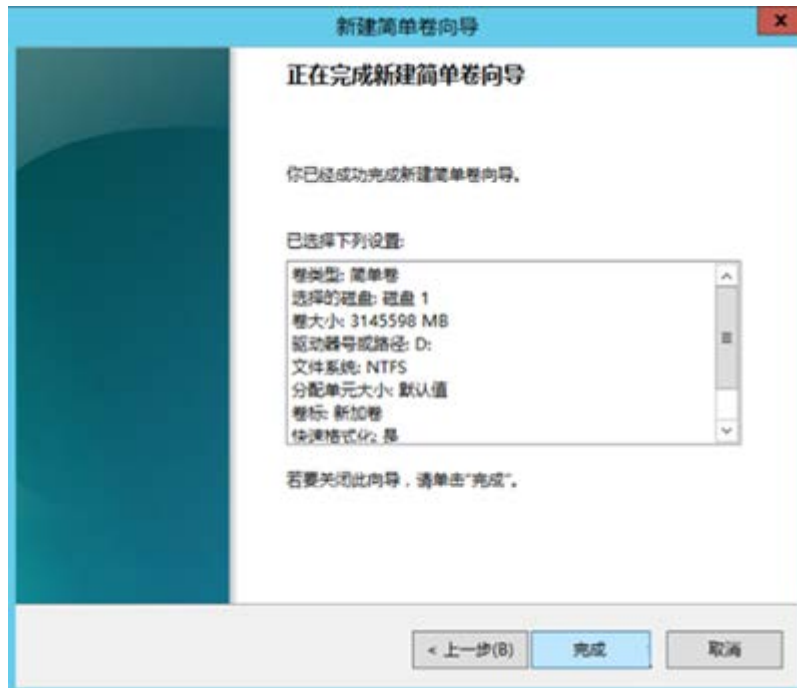 新建简单卷向导
x
正在完成新建简单卷向导
你已经成功完成新建简单卷向导。
已选择下列设置:
卷类型: 简单卷
选择的磁盘: 磁盘 1
卷大小: 3145598 MB
驱动器号或路径: D:
文件系统: NTFS
分配单元大小: 默认值
卷标: 新加卷
快速格式化: 是
若要关闭此向导，请单击"完成"。
< 上一步(B) 完成 取消